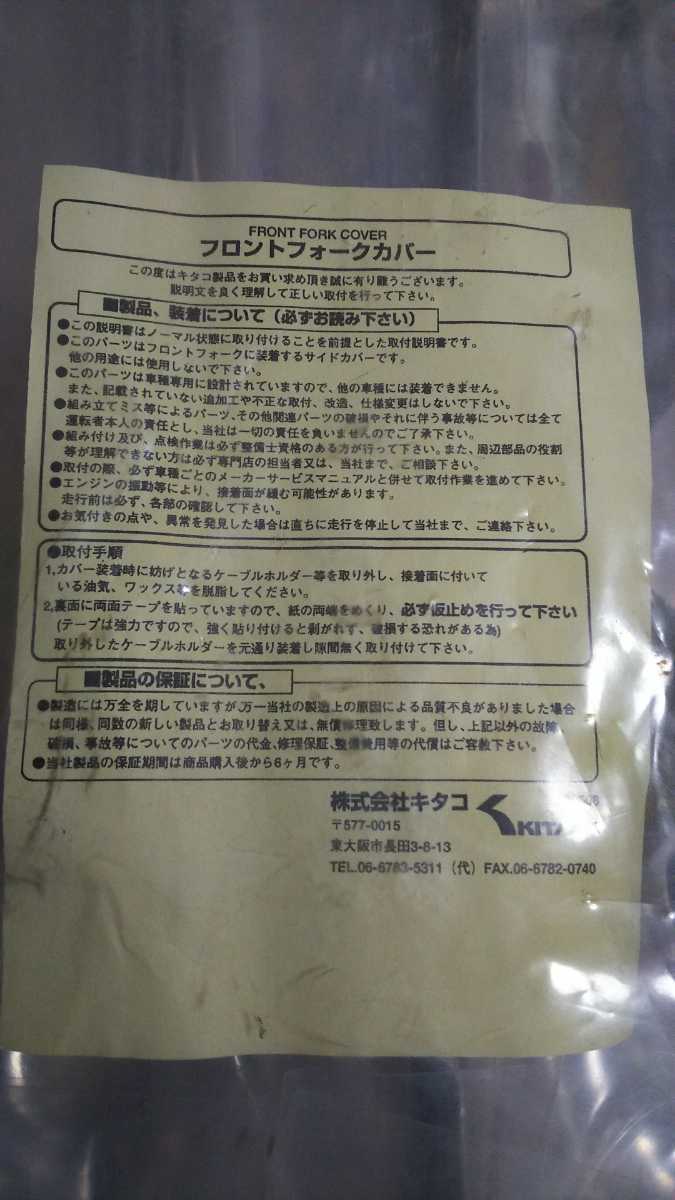 FRONT FORK COVER
フロントフォークカバー
この度はキタコ製品をお買い求め頂き誠に有り難うございます。
説明文を良く理解して正しい取付を行って下さい。
■製品、装着について（必ずお読み下さい）
●この説明書はノーマル状態に取り付けることを前提とした取付説明書です。
●このパーツはフロントフォークに装着するサイドカバーです。
他の用途には使用しないで下さい。
●このパーツは車種専用に設計されていますので、他の車種には装着できません。
また、記載されていない追加工や不正な取付、改造、仕様変更はしないで下さい。
●組み立てミス等によるパーツ、その他関連パーツの破損やそれに伴う事故等については全て
運転者本人の責任とし、当社は一切の責任を負いませんのでご了承下さい。
●組み付け及び、点検作業は必ず整備士資格のある方が行って下さい。また、周辺部品の役割
等が理解できない方は必ず専門店の担当者又は、当社まで、ご相談下さい。
●取付の際、必ず車種ごとのメーカーサービスマニュアルと併せて取付作業を進めて下さい。
●エンジンの振動等により、接着面が緩む可能性があります。
走行前は必ず、各部の確認して下さい。
●お気付きの点や、異常を発見した場合は直ちに走行を停止して当社まで、ご連絡下さい。
●取付手順
1,カバー装着時に妨げとなるケーブルホルダー等を取り外し、接着面に付いて
いる油気、ワックス等を脱脂してください。
2,裏面に両面テープを貼っていますので、紙の両端をめくり、必ず仮止めを行って下さい
(テープは強力ですので、強く貼り付けると剥がれず、破損する恐れがある為)
取り外したケーブルホルダーを元通り装着し隙間無く取り付けて下さい。
■製品の保証について、
●製造には万全を期していますが万一当社の製造上の原因による品質不良がありました場合
は同様、同数の新しい製品とお取り替え又は、無償修理致します。但し、上記以外の故障
破損、事故等についてのパーツの代金、修理保証、整備費用等の代償はご容赦下さい。
●当社製品の保証期間は商品購入後から6ヶ月です。
株式会社キタコ
〒577-0015
東大阪市長田3-8-13
TEL.06-6783-5311（代）FAX.06-6782-0740